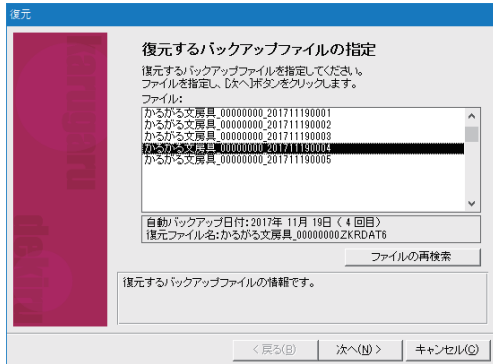 復元
復元するバックアップファイルの指定
復元するバックアップファイルを指定してください。
ファイルを指定し、[次へ]ボタンをクリックします。
ファイル:
かるがる文房具_00000000_201711190001
かるがる文房具_00000000_201711190002
かるがる文房具_00000000_201711190003
かるがる文房具_00000000_201711190004
かるがる文房具_00000000_201711190005
自動バックアップ日付:2017年 11月 19日( 4 回目)
復元ファイル名:かるがる文房具_00000000ZKRDAT6
ファイルの再検索
復元するバックアップファイルの情報です。
< 戻る(B)
次へ(N) >
キャンセル(C)